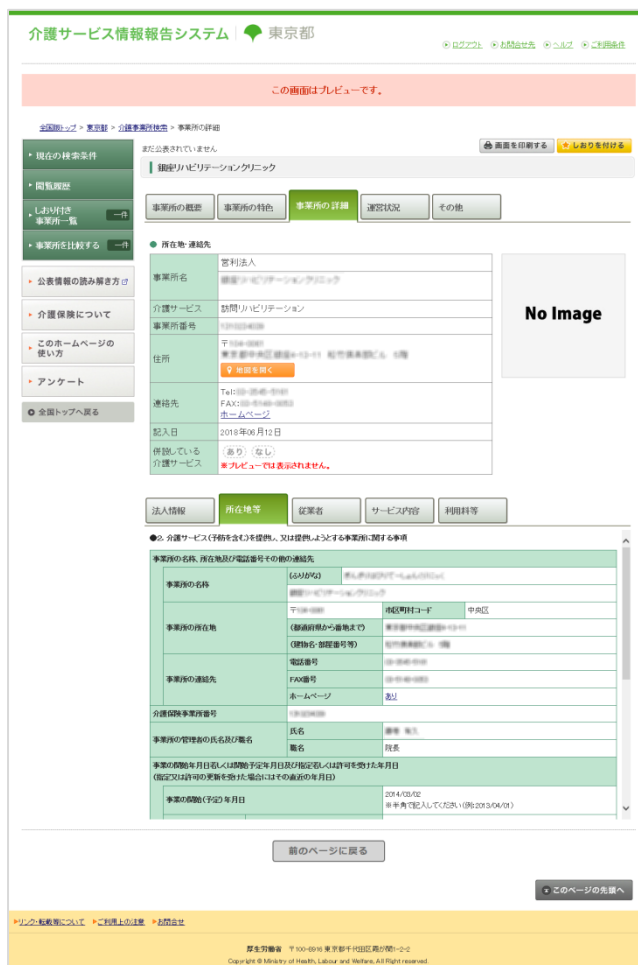 介護サービス情報報告システム 東京都
ログアウト お問合せ先 ヘルプ ご利用条件
この画面はプレビューです。
全国版トップ > 東京都 > 介護事業所検索 > 事業所の詳細
現在の検索条件
閲覧履歴
しおり付き
事業所一覧 一件
事業所を比較する 一件
公表情報の読み解き方
介護保険について
このホームページの
使い方
アンケート
全国トップへ戻る
まだ公表されていません
画面を印刷する しおりを付ける
銀座リハビリテーションクリニック
事業所の概要 事業所の特色 事業所の詳細 運営状況 その他
● 所在地・連絡先
事業所名 営利法人
介護サービス 訪問リハビリテーション
事業所番号
住所 〒
地図を開く
連絡先 Tel:
FAX:
ホームページ
記入日 2018年06月12日
併設している
介護サービス (あり) (なし)
※プレビューでは表示されません。
No Image
法人情報 所在地等 従業者 サービス内容 利用料等
●2. 介護サービス(予防を含む)を提供し、又は提供しようとする事業所に関する事項
事業所の名称、所在地及び電話番号その他の連絡先
事業所の名称 (ふりがな)
事業所の所在地 〒 市区町村コード 中央区
(都道府県から番地まで)
(建物名・部屋番号等)
事業所の連絡先 電話番号
FAX番号
ホームページ あり
介護保険事業所番号
事業所の管理者の氏名及び職名 氏名
職名 院長
事業の開始年月日若しくは開始予定年月日及び指定若しくは許可を受けた年月日
(指定又は許可の更新を受けた場合にはその直近の年月日)
事業の開始(予定)年月日 2014/03/02
※半角で記入してください(例:2013/04/01)
前のページに戻る
このページの先頭へ
リンク・転載等について ご利用上の注意 お問合せ
厚生労働省 〒100-8916 東京都千代田区霞が関1-2-2
Copyright © Ministry of Health, Labour and Welfare, All Right reserved.